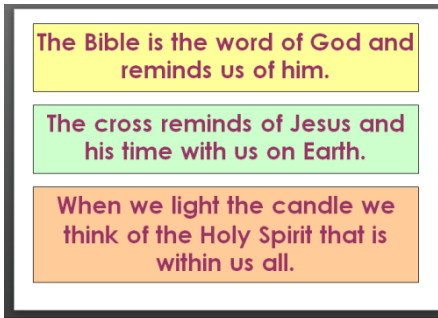 The Bible is the word of God and
reminds us of him.
The cross reminds of Jesus and
his time with us on Earth.
When we light the candle we
think of the Holy Spirit that is
within us all.